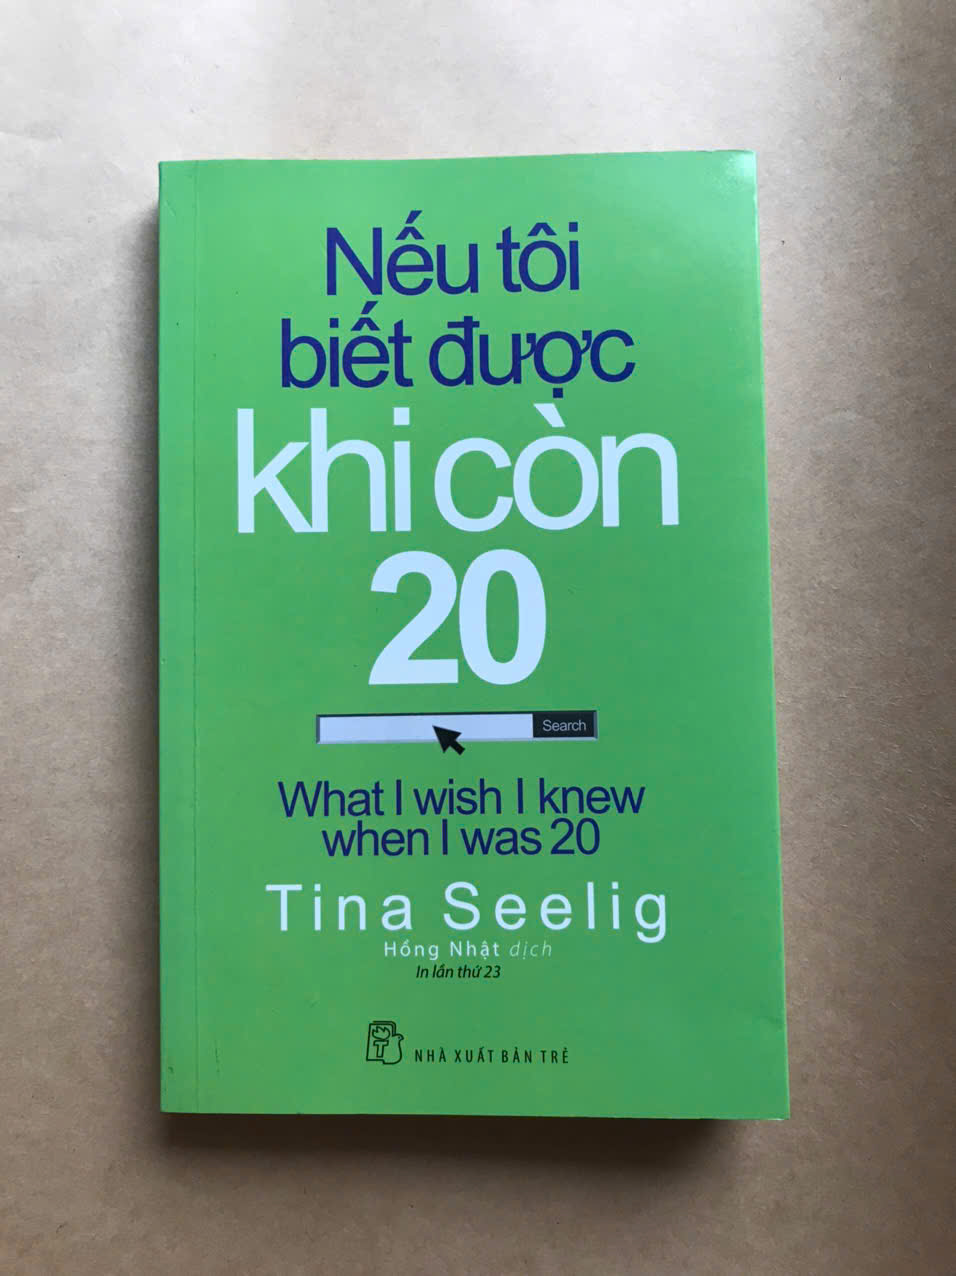 Nếu tôi
biết được
khi còn
20
Search
What I wish I knew
when I was 20
Tina Seelig
Hồng Nhật dịch
In lần thứ 23
T
NHÀ XUẤT BẢN TRẺ